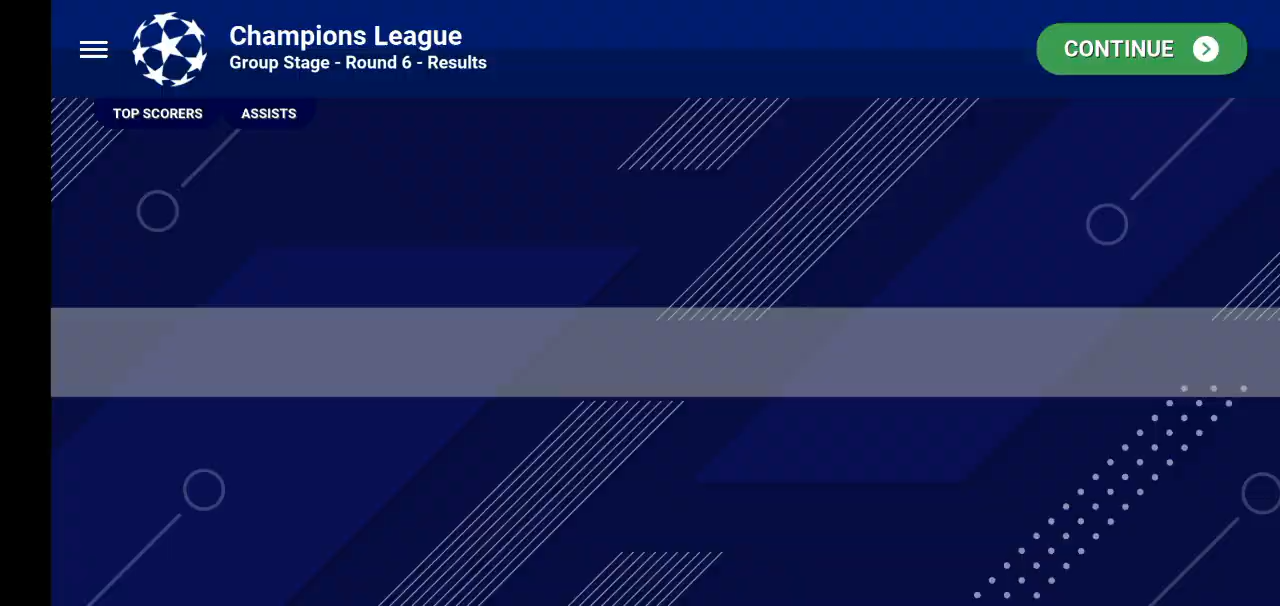 Champions League
Group Stage - Round 6 - Results
CONTINUE
TOP SCORERS
ASSISTS